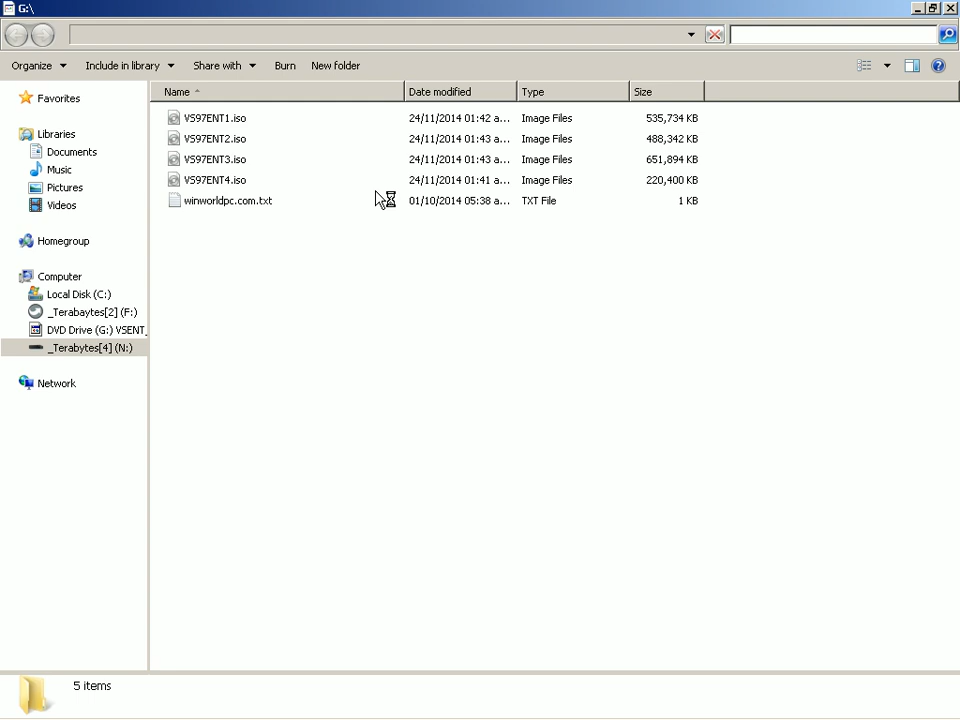 G:\
Organize Include in library Share with Burn New folder
Name Date modified Type Size
VS97ENT1.iso 24/11/2014 01:42 a... Image Files 535,734 KB
VS97ENT2.iso 24/11/2014 01:43 a... Image Files 488,342 KB
VS97ENT3.iso 24/11/2014 01:43 a... Image Files 651,894 KB
VS97ENT4.iso 24/11/2014 01:41 a... Image Files 220,400 KB
winworldpc.com.txt 01/10/2014 05:38 a... TXT File 1 KB
Favorites
Libraries
Documents
Music
Pictures
Videos
Homegroup
Computer
Local Disk (C:)
_Terabaytes[2] (F:)
DVD Drive (G:) VSENT_
_Terabytes[4] (N:)
Network
5 items